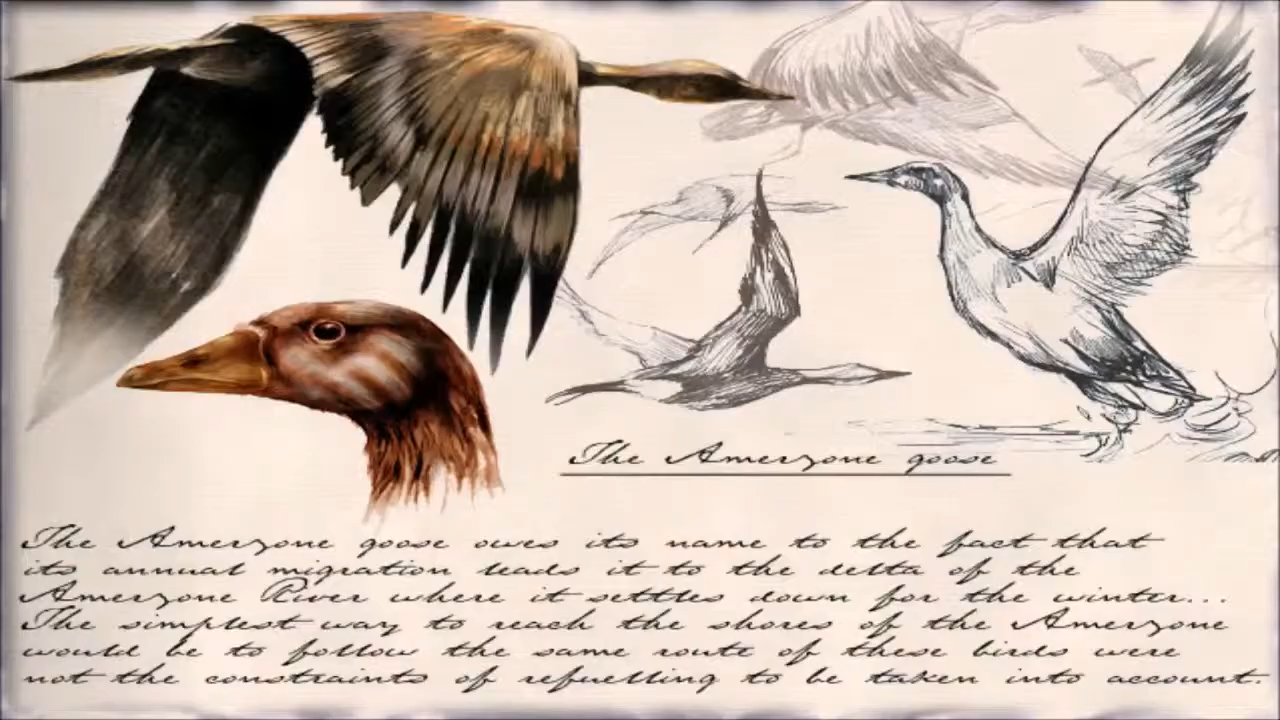 The Amerzone goose
The Amerzone goose owes its name to the fact that
its annual migration leads it to the delta of the
Amerzone River where it settles down for the winter...
The simplest way to reach the shores of the Amerzone
would be to follow the same route of these birds were
not the constraints of refuelling to be taken into account.